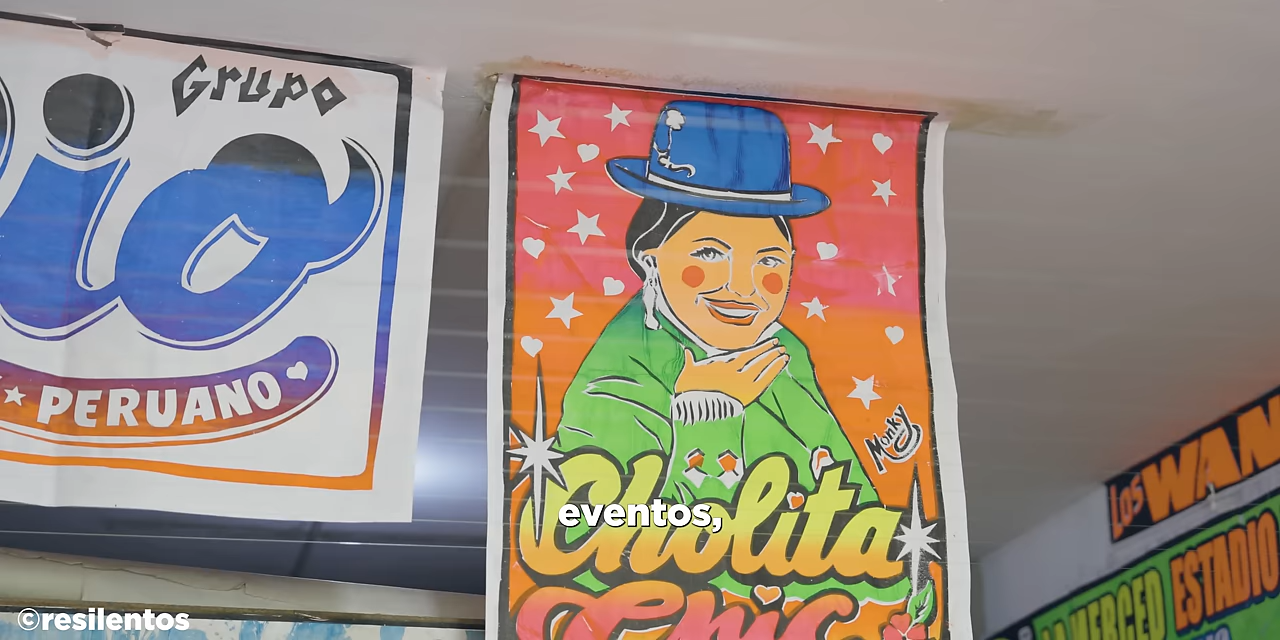 Grupo
PERUANO
Monky
Cholita
eventos,
Los WAN
MERCED ESTADIO
©resilentos